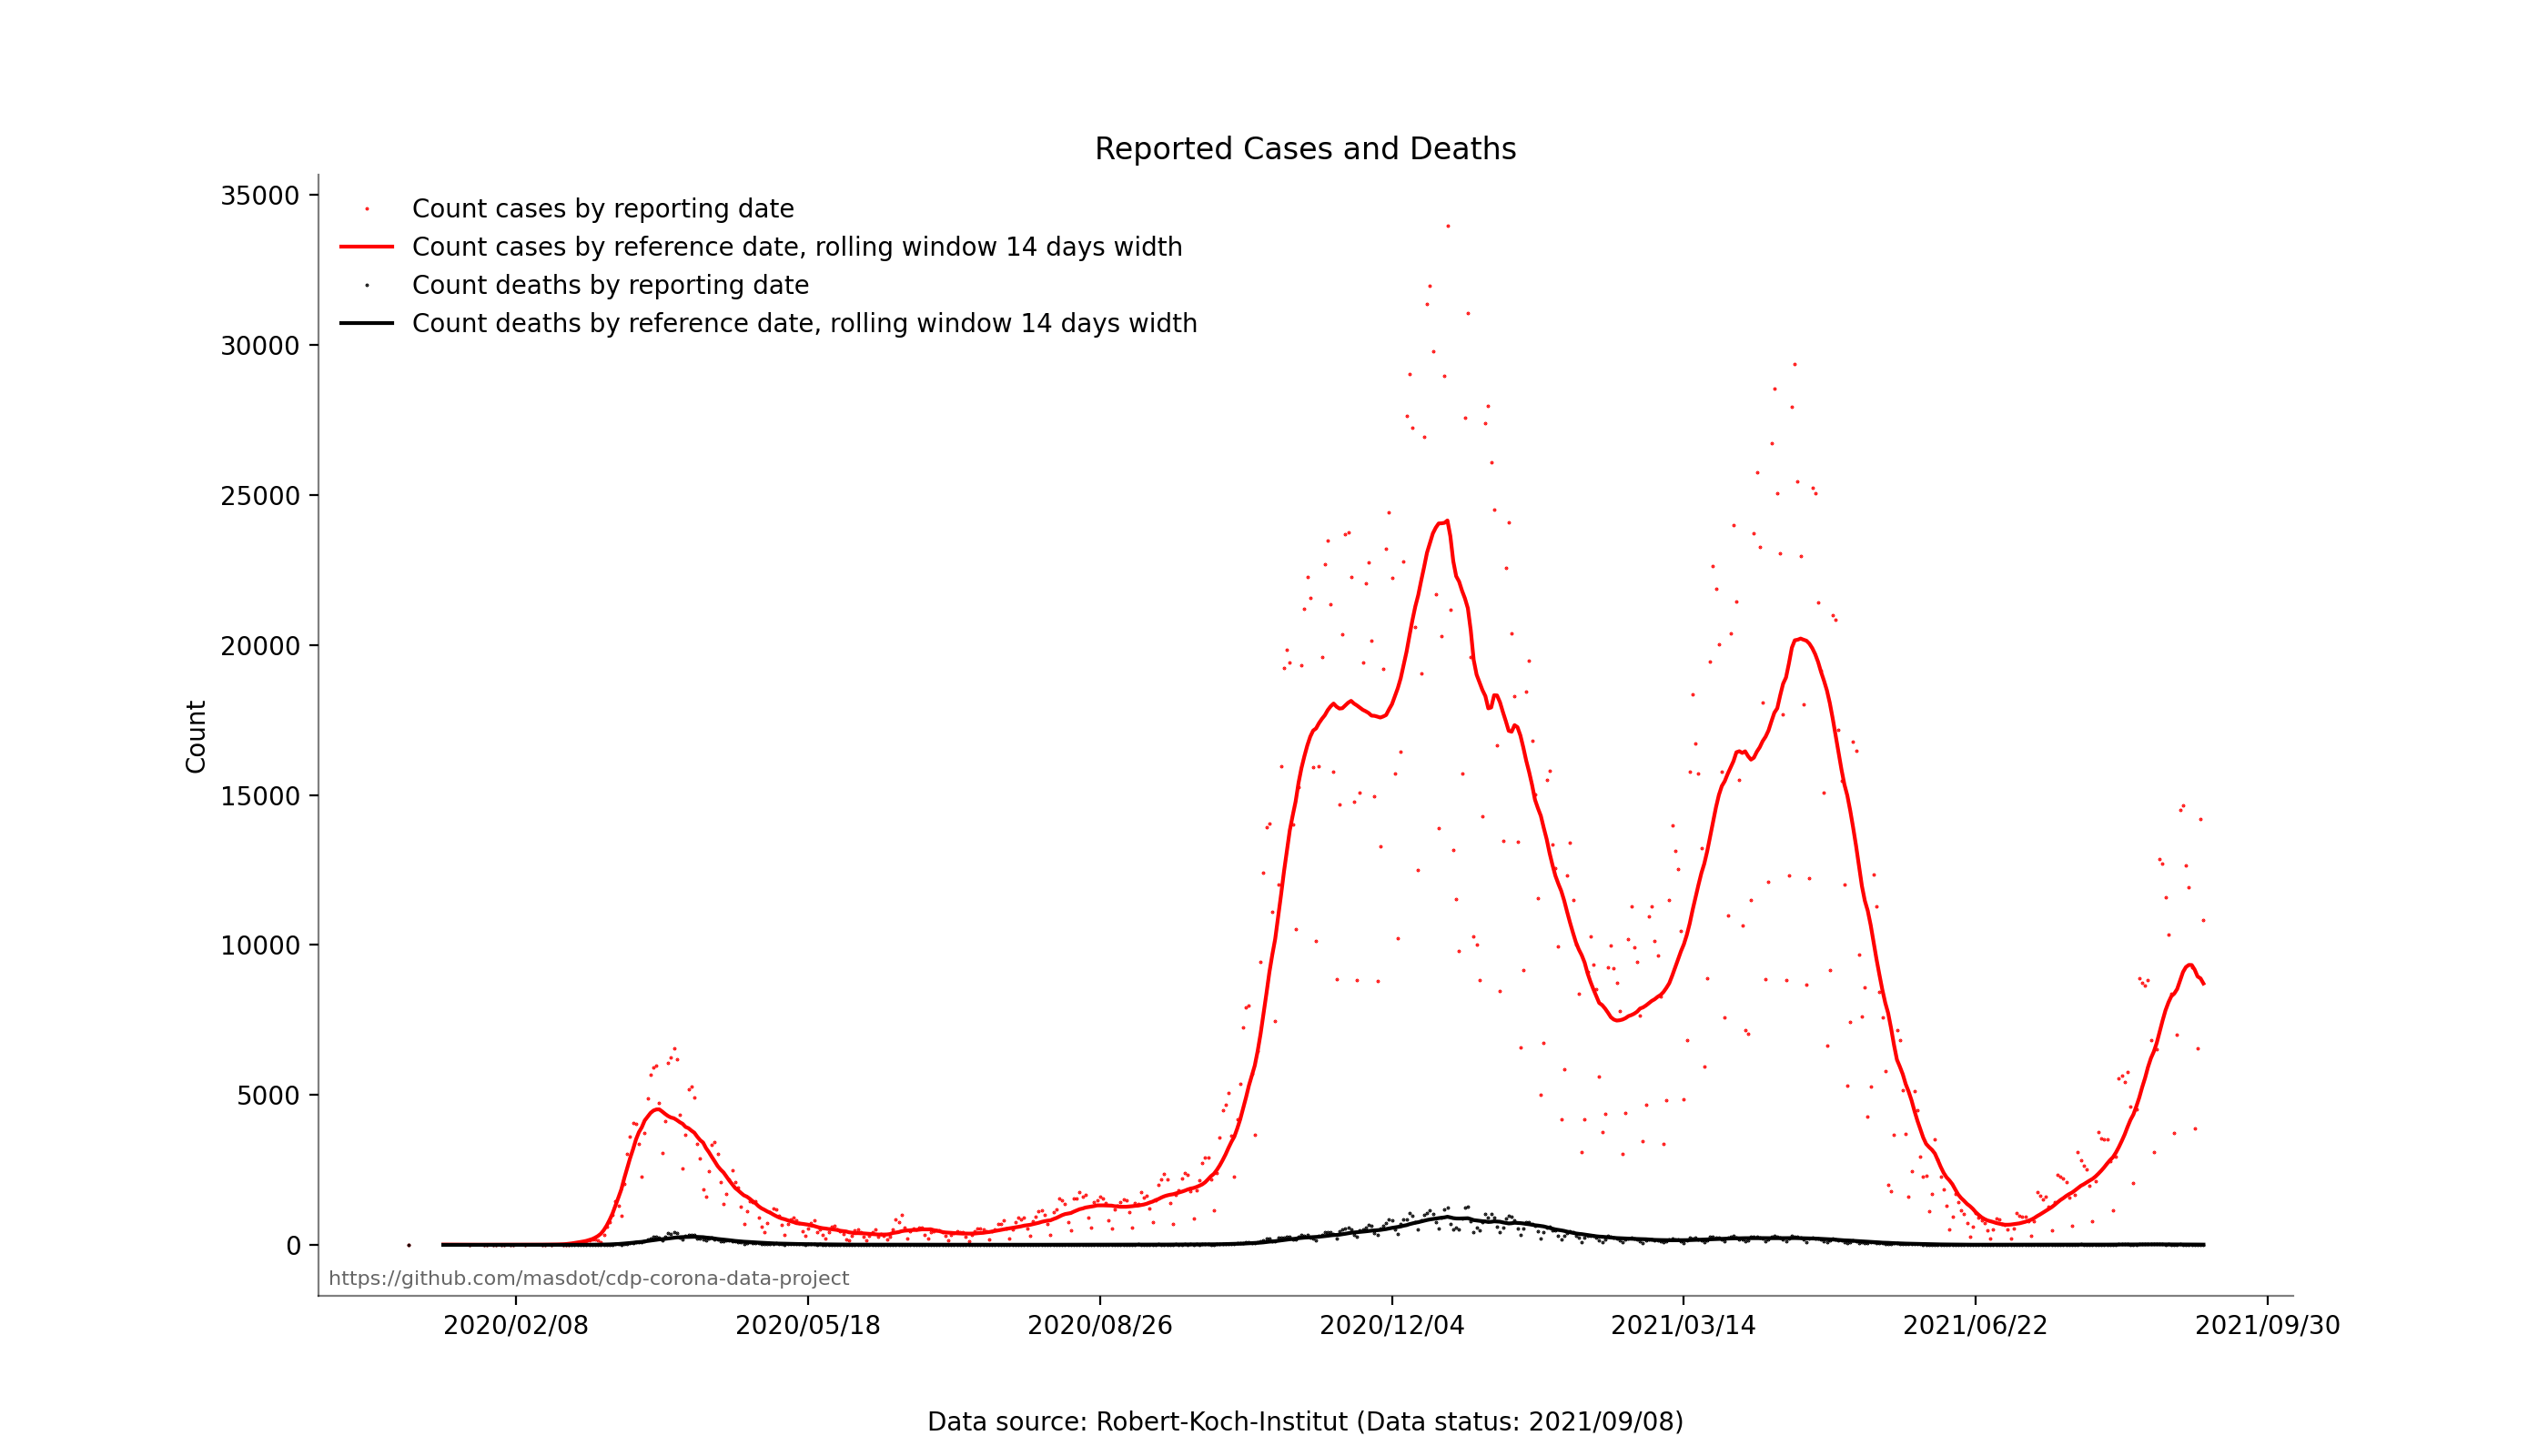 Reported Cases and Deaths
35000
30000
25000
20000
15000
10000
5000
0
Count
Count cases by reporting date
Count cases by reference date, rolling window 14 days width
Count deaths by reporting date
Count deaths by reference date, rolling window 14 days width
https://github.com/masdot/cdp-corona-data-project
2020/02/08
2020/05/18
2020/08/26
2020/12/04
2021/03/14
2021/06/22
2021/09/30
Data source: Robert-Koch-Institut (Data status: 2021/09/08)